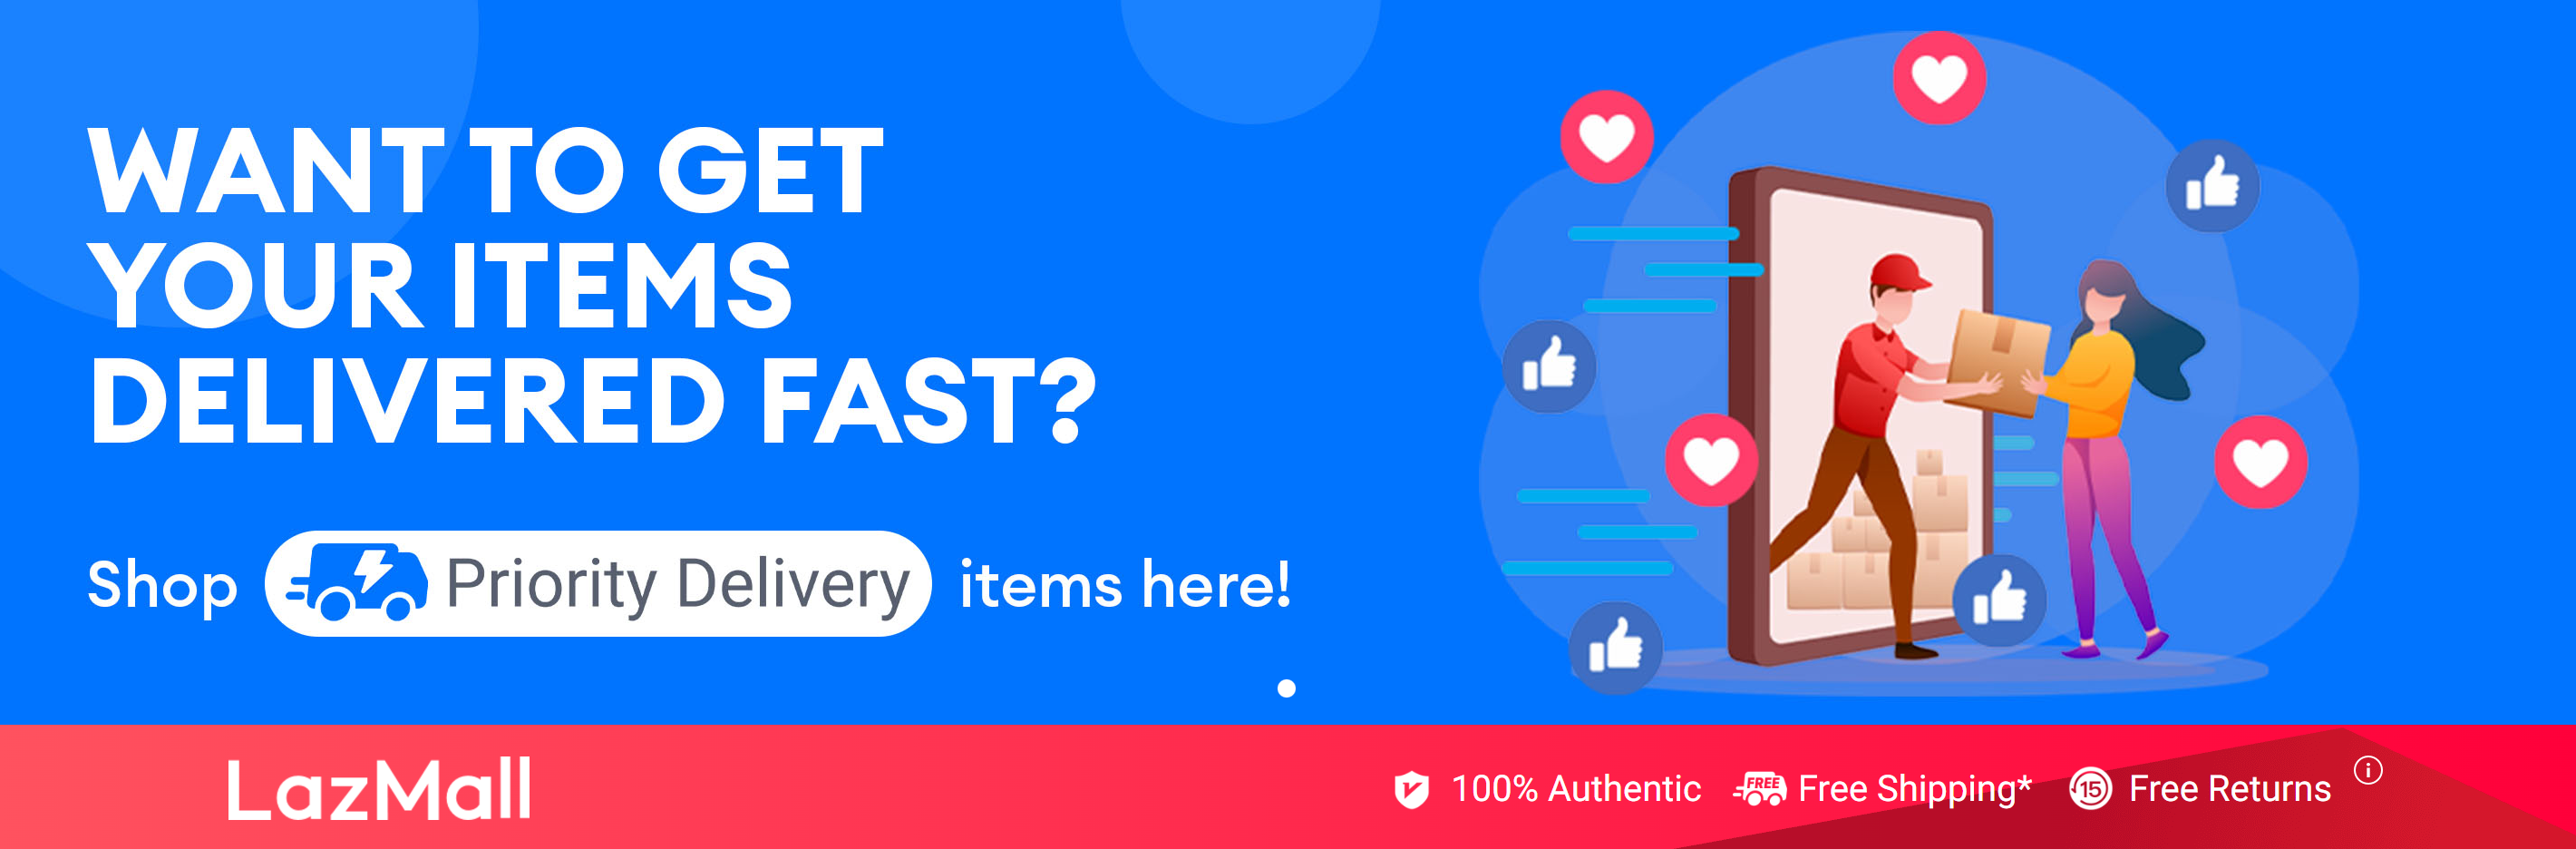 WANT TO GET
YOUR ITEMS
DELIVERED FAST?
Shop Priority Delivery items here!
LazMall
100% Authentic FREE Free Shipping* 15 Free Returns i